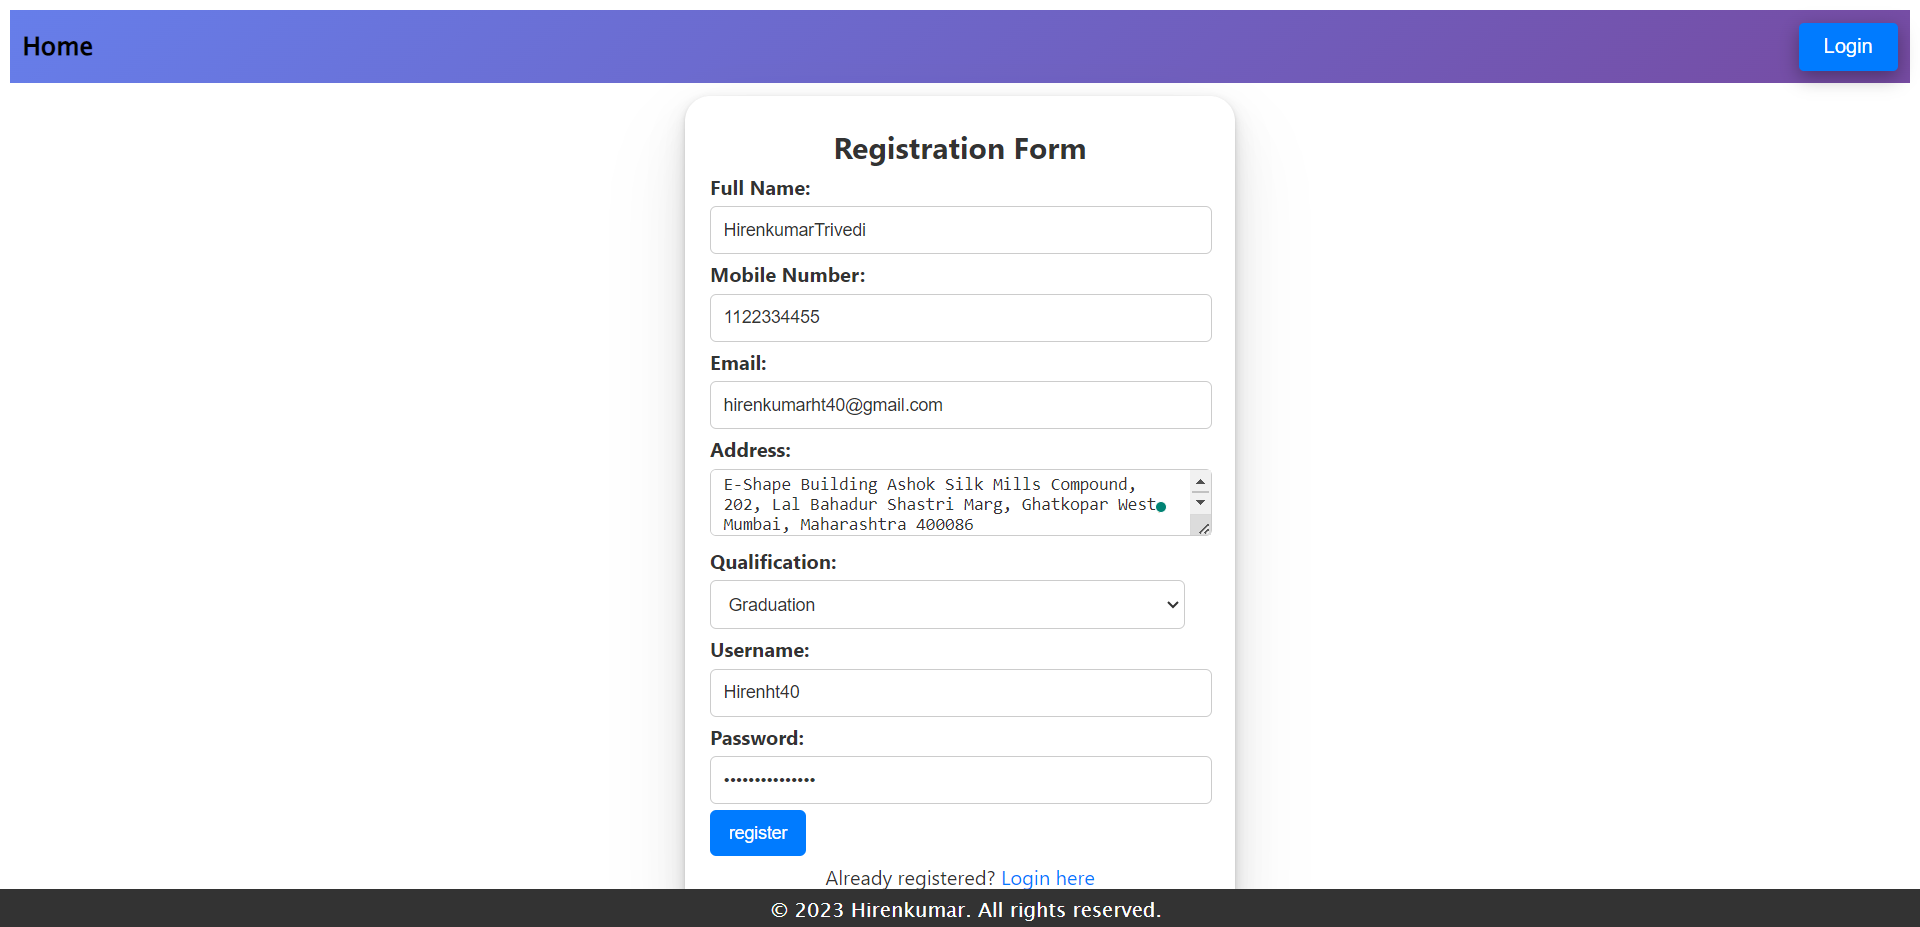 Home
Login
Registration Form
Full Name:
HirenkumarTrivedi
Mobile Number:
1122334455
Email:
hirenkumarht40@gmail.com
Address:
E-Shape Building Ashok Silk Mills Compound,
202, Lal Bahadur Shastri Marg, Ghatkopar West
Mumbai, Maharashtra 400086
Qualification:
Graduation
Username:
Hirenht40
Password:
•••••••••••••••
register
Already registered? Login here
© 2023 Hirenkumar. All rights reserved.